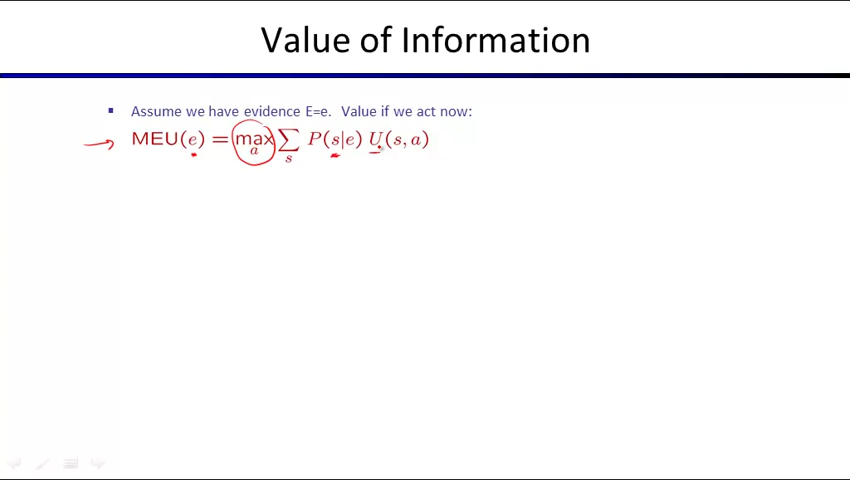 Value of Information
▪ Assume we have evidence E=e. Value if we act now:
MEU(e) = max_a ∑_s P(s|e) U(s, a)